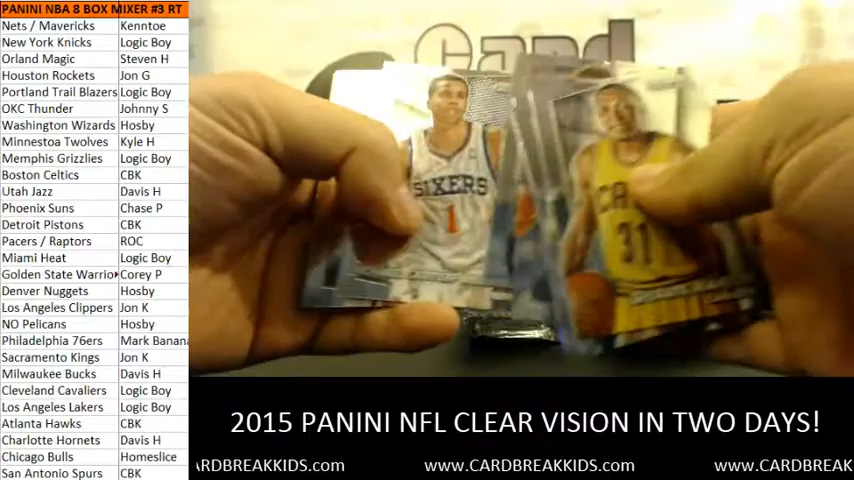 PANINI NBA 8 BOX MIXER #3 RT
Nets / Mavericks Kenntoe
New York Knicks Logic Boy
Orland Magic Steven H
Houston Rockets Jon G
Portland Trail Blazers Logic Boy
OKC Thunder Johnny S
Washington Wizards Hosby
Minnestoa Twolves Kyle H
Memphis Grizzlies Logic Boy
Boston Celtics CBK
Utah Jazz Davis H
Phoenix Suns Chase P
Detroit Pistons CBK
Pacers / Raptors ROC
Miami Heat Logic Boy
Golden State Warrio Corey P
Denver Nuggets Hosby
Los Angeles Clippers Jon K
NO Pelicans Hosby
Philadelphia 76ers Mark Banana
Sacramento Kings Jon K
Milwaukee Bucks Davis H
Cleveland Cavaliers Logic Boy
Los Angeles Lakers Logic Boy
Atlanta Hawks CBK
Charlotte Hornets Davis H
Chicago Bulls Homeslice
San Antonio Spurs CBK
Card
SIXERS
1
CA
31
2015 PANINI NFL CLEAR VISION IN TWO DAYS!
ARDBREAKKIDS.com www.CARDBREAKKIDS.com www.CARDBREAK